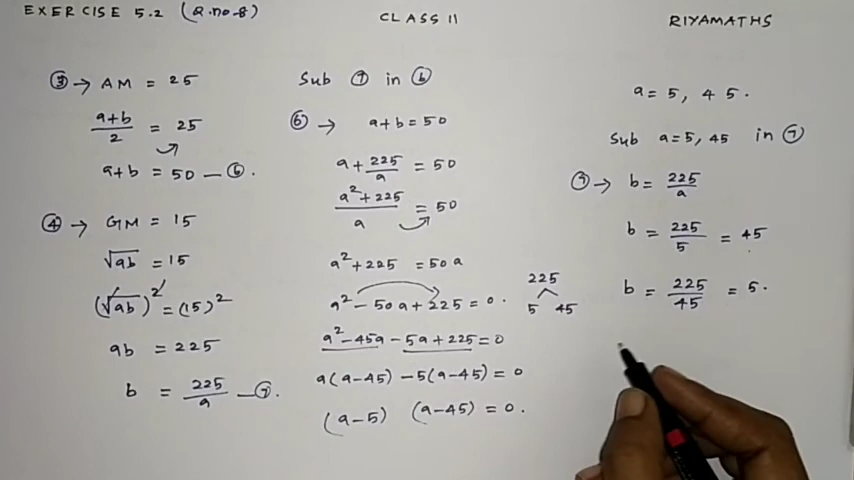 EXERCISE 5.2 (Q.no-8)
CLASS 11
RIYAMATHS
③ → AM = 25
a+b/2 = 25
a+b = 50 — ⑥.
④ → GM = 15
√ab = 15
(√ab)² = (15)²
ab = 225
b = 225/a — ⑦.
Sub ⑦ in ⑥
⑥ → a+b = 50
a + 225/a = 50
a²+225/a = 50
a²+225 = 50a
a² - 50a + 225 = 0.
a² - 45a - 5a + 225 = 0
a(a-45) - 5(a-45) = 0
(a-5) (a-45) = 0.
225
5 45
a = 5, 45.
Sub a=5, 45 in ⑦
⑦ → b = 225/a
b = 225/5 = 45
b = 225/45 = 5.